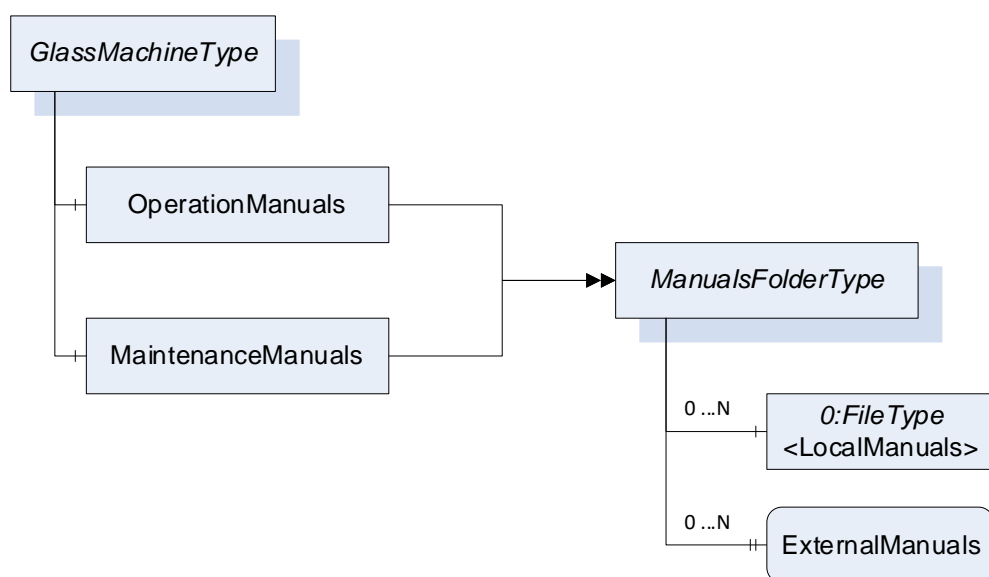 GlassMachineType
OperationManuals
ManualsFolderType
MaintenanceManuals
0 ...N
0:FileType
<LocalManuals>
0 ...N
ExternalManuals